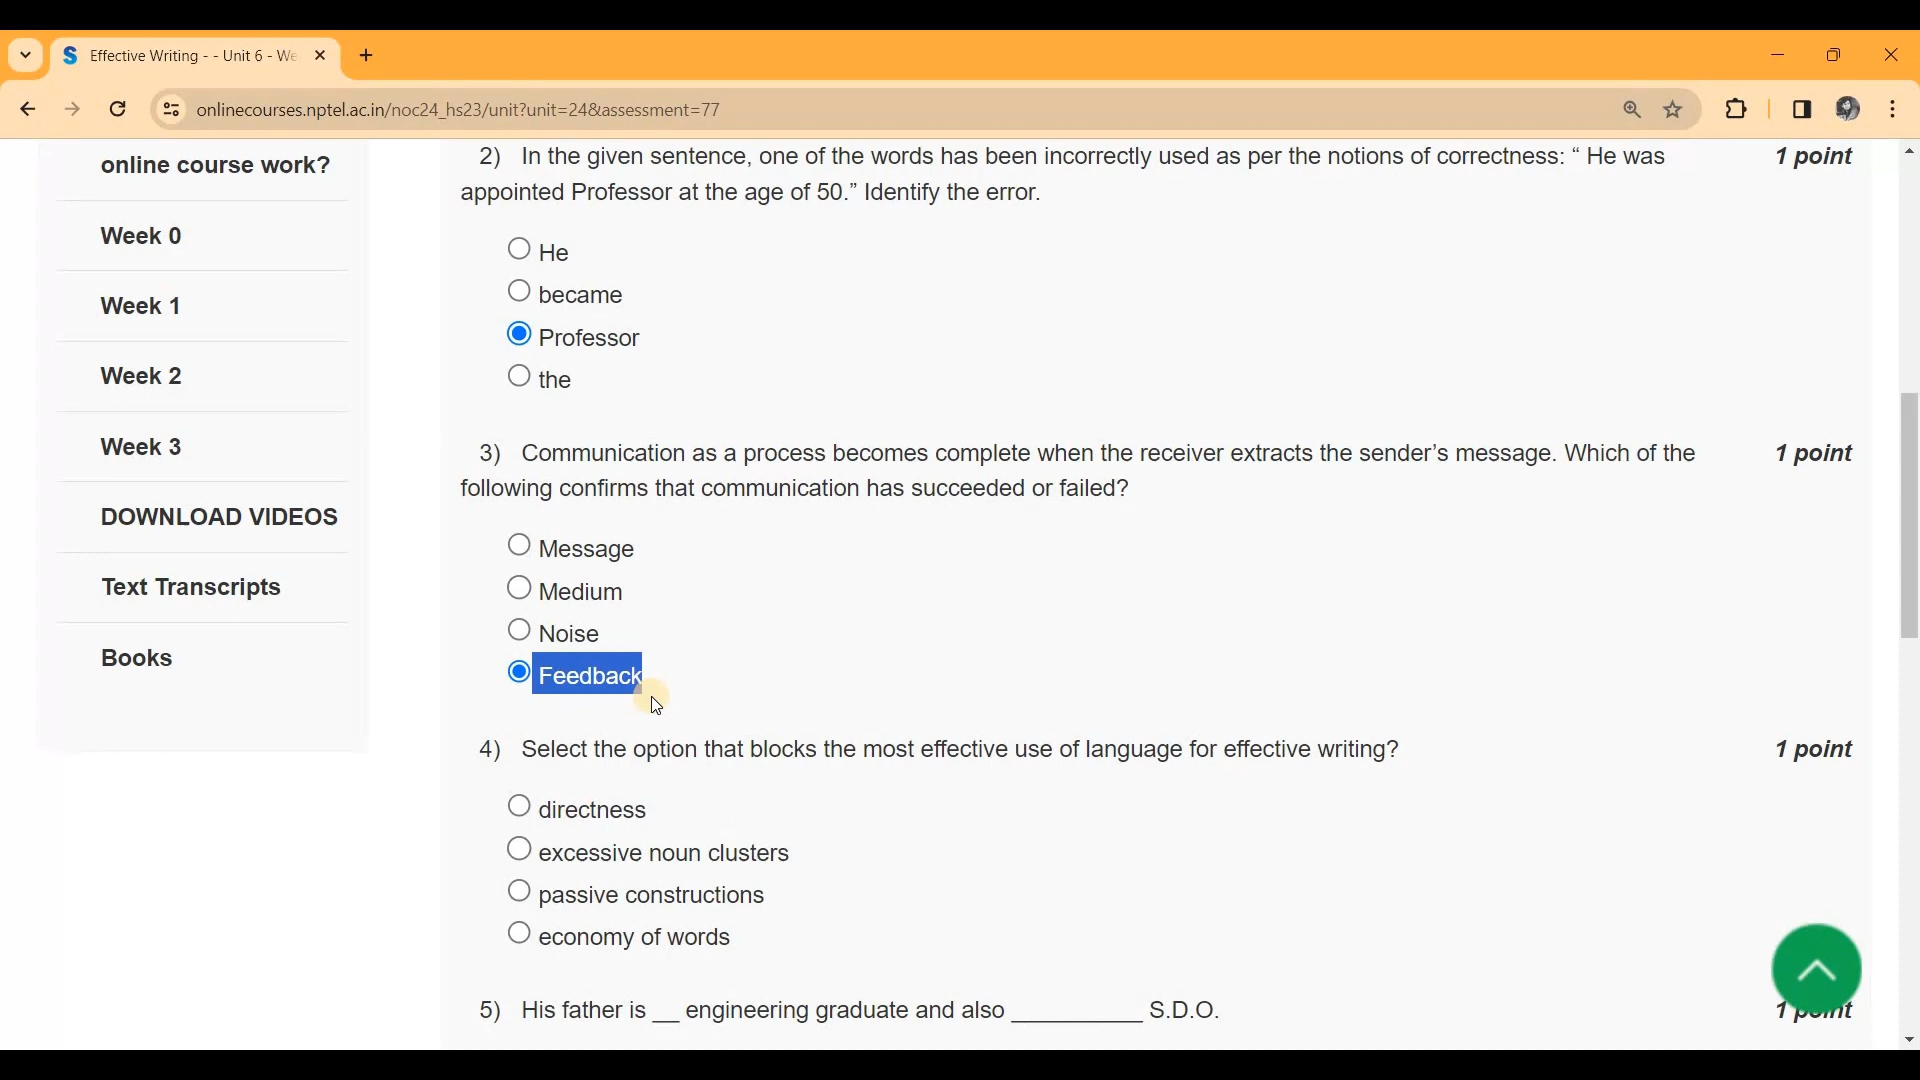 Effective Writing - - Unit 6 - We
onlinecourses.nptel.ac.in/noc24_hs23/unit?unit=24&assessment=77
online course work?
Week 0
Week 1
Week 2
Week 3
DOWNLOAD VIDEOS
Text Transcripts
Books
2) In the given sentence, one of the words has been incorrectly used as per the notions of correctness: “ He was 1 point
appointed Professor at the age of 50.” Identify the error.
He
became
Professor
the
3) Communication as a process becomes complete when the receiver extracts the sender’s message. Which of the 1 point
following confirms that communication has succeeded or failed?
Message
Medium
Noise
Feedback
4) Select the option that blocks the most effective use of language for effective writing? 1 point
directness
excessive noun clusters
passive constructions
economy of words
5) His father is __ engineering graduate and also __________ S.D.O. 1 point